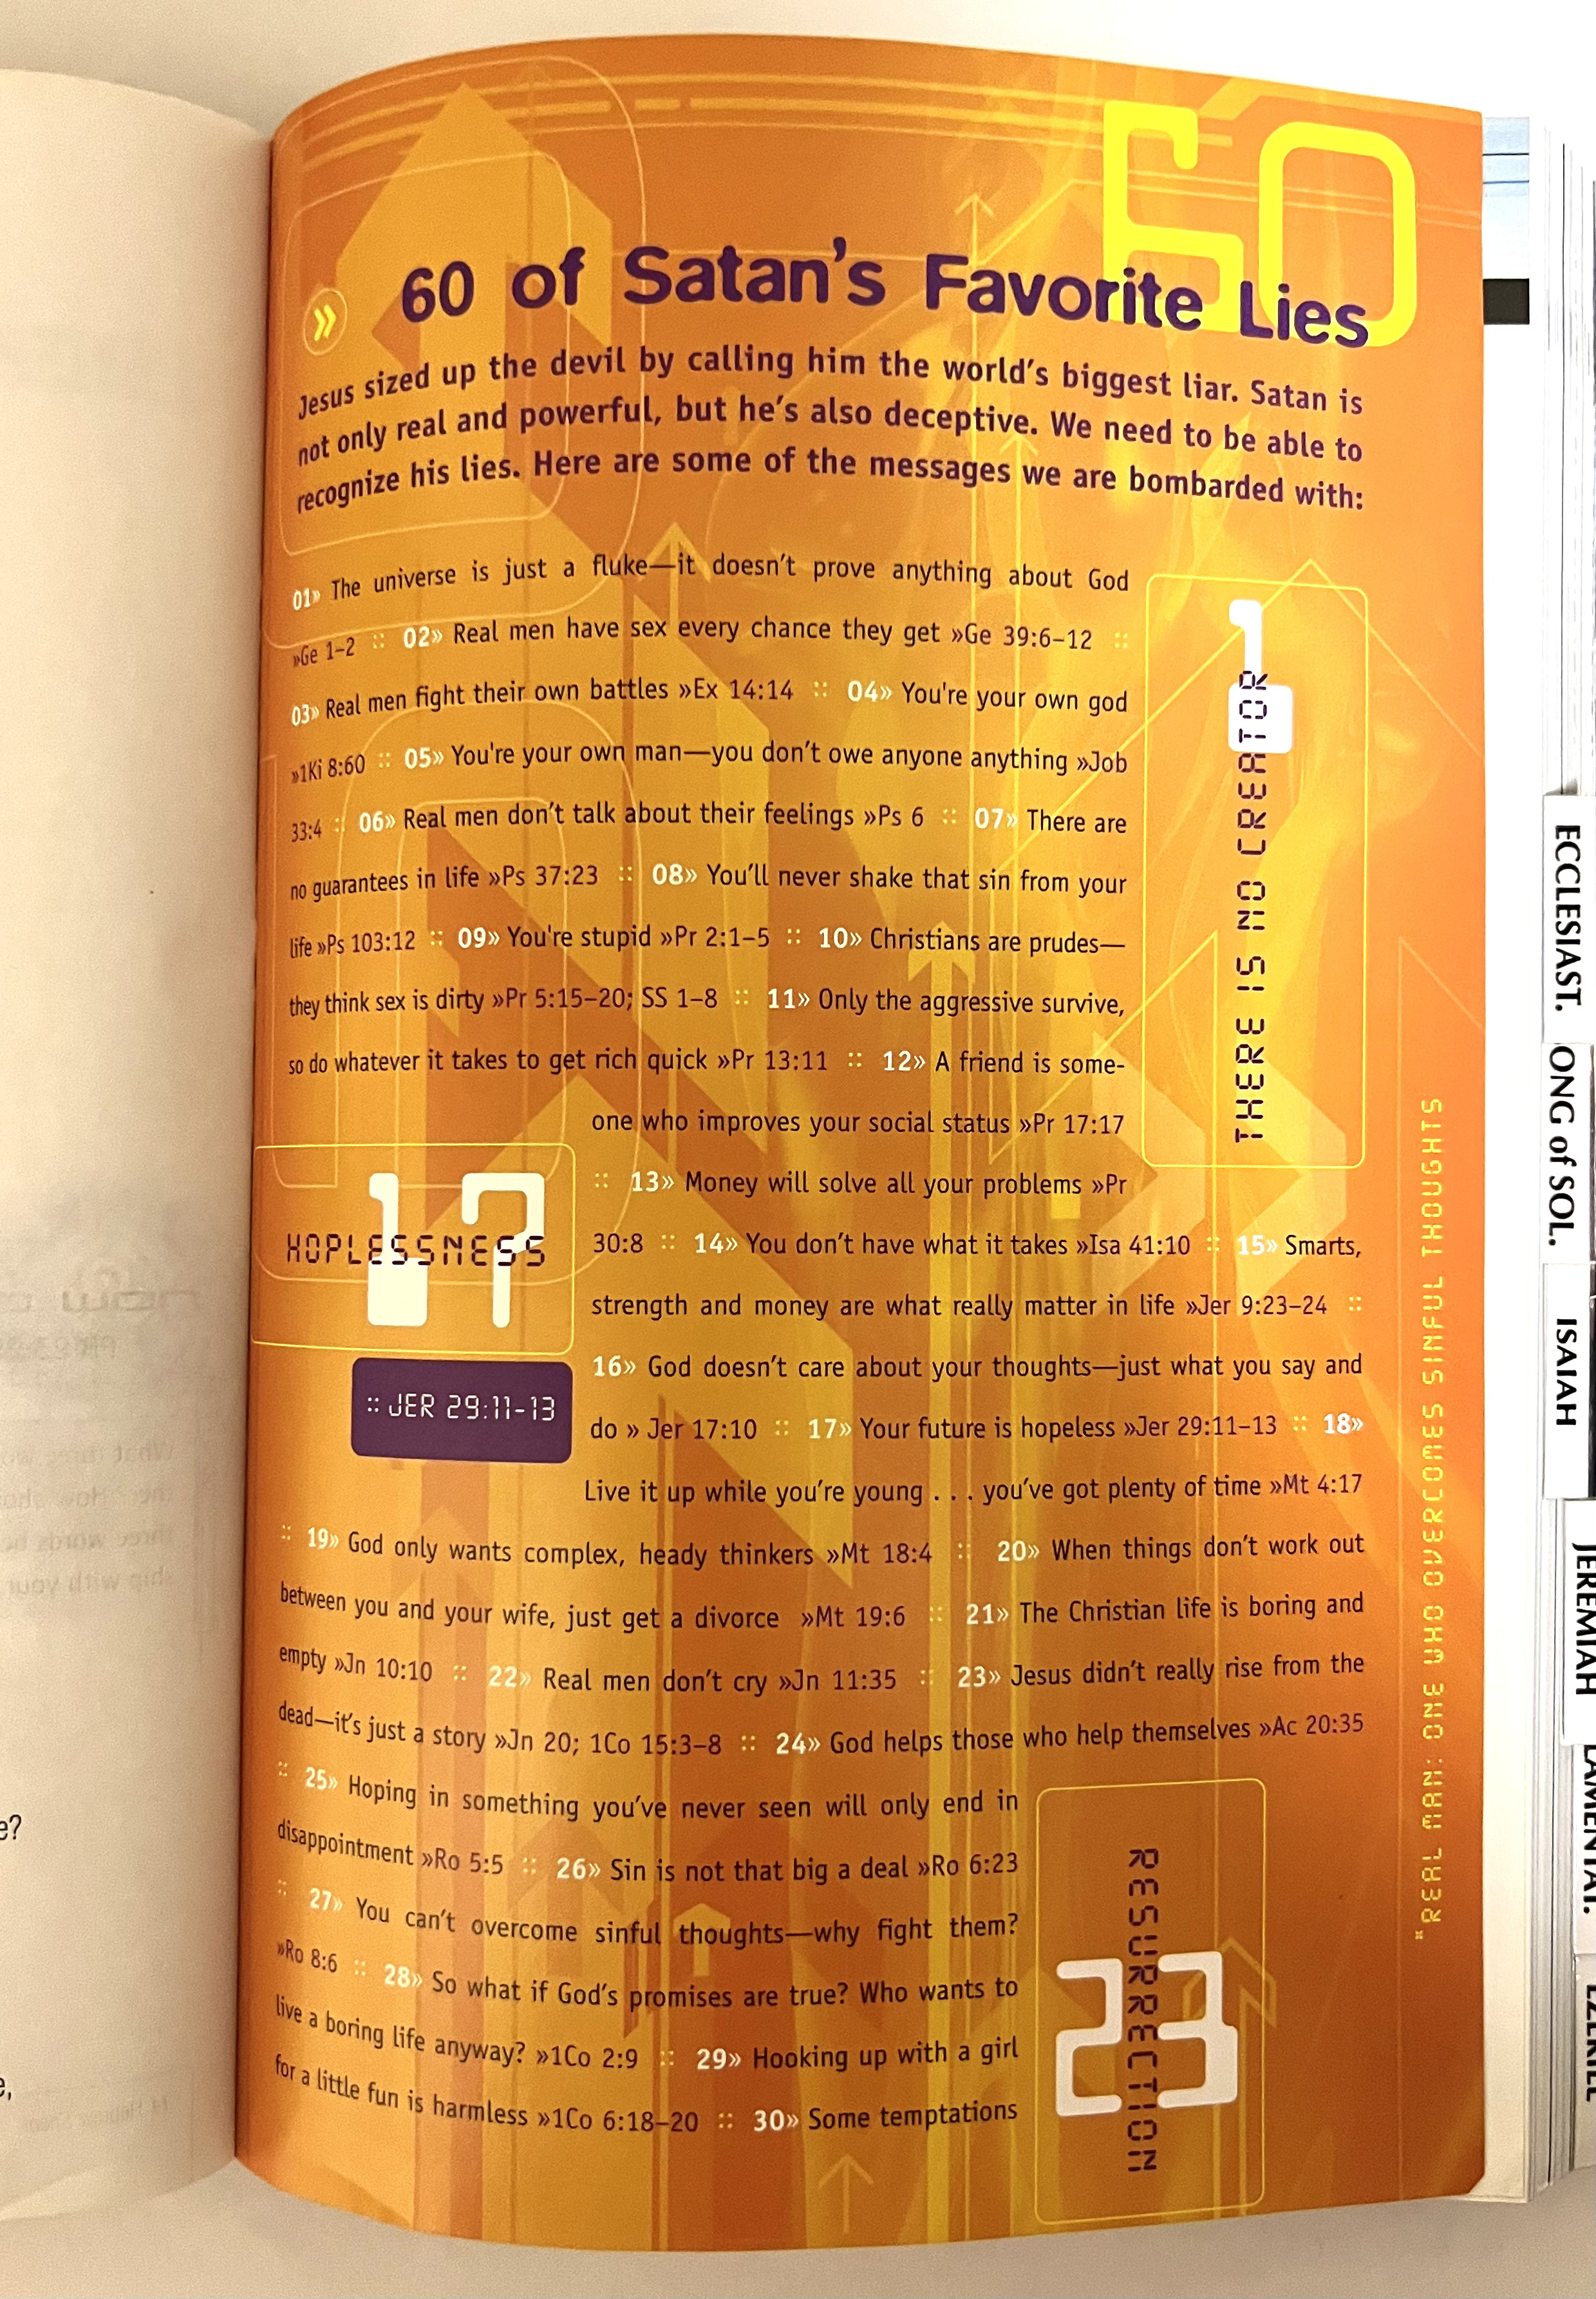 60
» 60 of Satan's Favorite Lies
Jesus sized up the devil by calling him the world's biggest liar. Satan is
not only real and powerful, but he's also deceptive. We need to be able to
recognize his lies. Here are some of the messages we are bombarded with:
01» The universe is just a fluke—it doesn't prove anything about God
»Ge 1–2 :: 02» Real men have sex every chance they get »Ge 39:6–12 ::
03» Real men fight their own battles »Ex 14:14 :: 04» You're your own god
»1Ki 8:60 :: 05» You're your own man—you don't owe anyone anything »Job
33:4 :: 06» Real men don't talk about their feelings »Ps 6 :: 07» There are
no guarantees in life »Ps 37:23 :: 08» You'll never shake that sin from your
life »Ps 103:12 :: 09» You're stupid »Pr 2:1–5 :: 10» Christians are prudes—
they think sex is dirty »Pr 5:15–20; SS 1–8 :: 11» Only the aggressive survive,
so do whatever it takes to get rich quick »Pr 13:11 :: 12» A friend is some-
one who improves your social status »Pr 17:17
:: 13» Money will solve all your problems »Pr
30:8 :: 14» You don't have what it takes »Isa 41:10 :: 15» Smarts,
strength and money are what really matter in life »Jer 9:23–24 ::
16» God doesn't care about your thoughts—just what you say and
do » Jer 17:10 :: 17» Your future is hopeless »Jer 29:11–13 :: 18»
Live it up while you're young . . . you've got plenty of time »Mt 4:17
:: 19» God only wants complex, heady thinkers »Mt 18:4 :: 20» When things don't work out
between you and your wife, just get a divorce »Mt 19:6 :: 21» The Christian life is boring and
empty »Jn 10:10 :: 22» Real men don't cry »Jn 11:35 :: 23» Jesus didn't really rise from the
dead—it's just a story »Jn 20; 1Co 15:3–8 :: 24» God helps those who help themselves »Ac 20:35
:: 25» Hoping in something you've never seen will only end in
disappointment »Ro 5:5 :: 26» Sin is not that big a deal »Ro 6:23
:: 27» You can't overcome sinful thoughts—why fight them?
»Ro 8:6 :: 28» So what if God's promises are true? Who wants to
live a boring life anyway? »1Co 2:9 :: 29» Hooking up with a girl
for a little fun is harmless »1Co 6:18–20 :: 30» Some temptations
1
THERE IS NO CREATOR
17
HOPLESSNESS
:: JER 29:11-13
23
RESURRECTION
*REAL MAN: ONE WHO OVERCOMES SINFUL THOUGHTS
e?
e,
ECCLESIAST.
ONG of SOL.
ISAIAH
JEREMIAH
LAMENTAT.
EZEKIEL